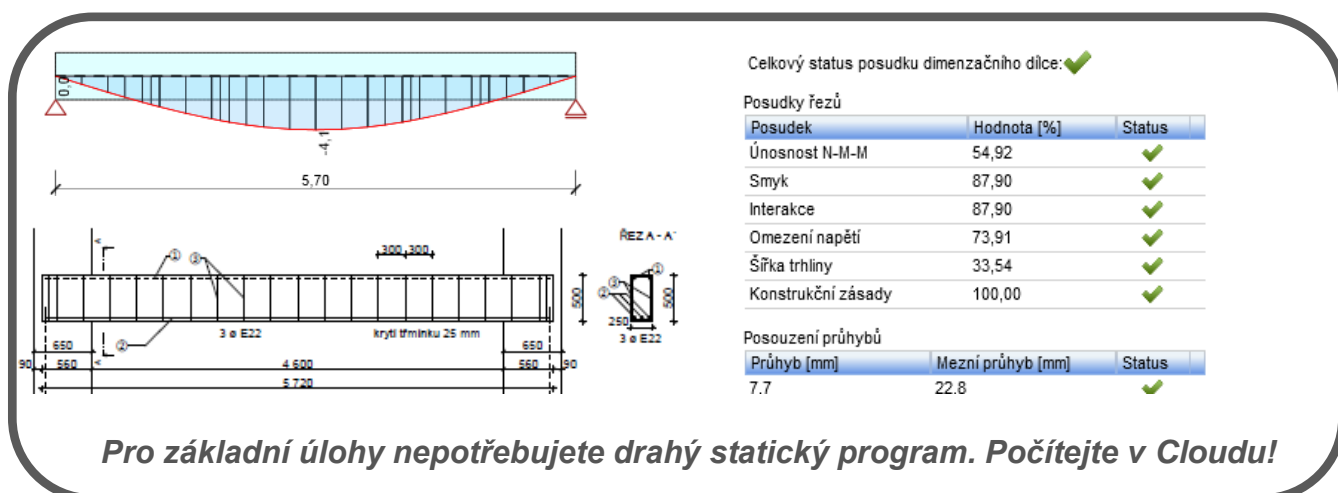 0,0
-4,1
5,70
A
A
① ③
300 300
ŘEZ A - A'
①
③
②
500
500
250
3 ø E22
②
3 ø E22
krytí třmínku 25 mm
650
650
90 560
4 600
560 90
5 720
Celkový status posudku dimenzačního dílce:
Posudky řezů
Posudek Hodnota [%] Status
Únosnost N-M-M 54,92
Smyk 87,90
Interakce 87,90
Omezení napětí 73,91
Šířka trhliny 33,54
Konstrukční zásady 100,00
Posouzení průhybů
Průhyb [mm] Mezní průhyb [mm] Status
7,7 22,8
Pro základní úlohy nepotřebujete drahý statický program. Počítejte v Cloudu!